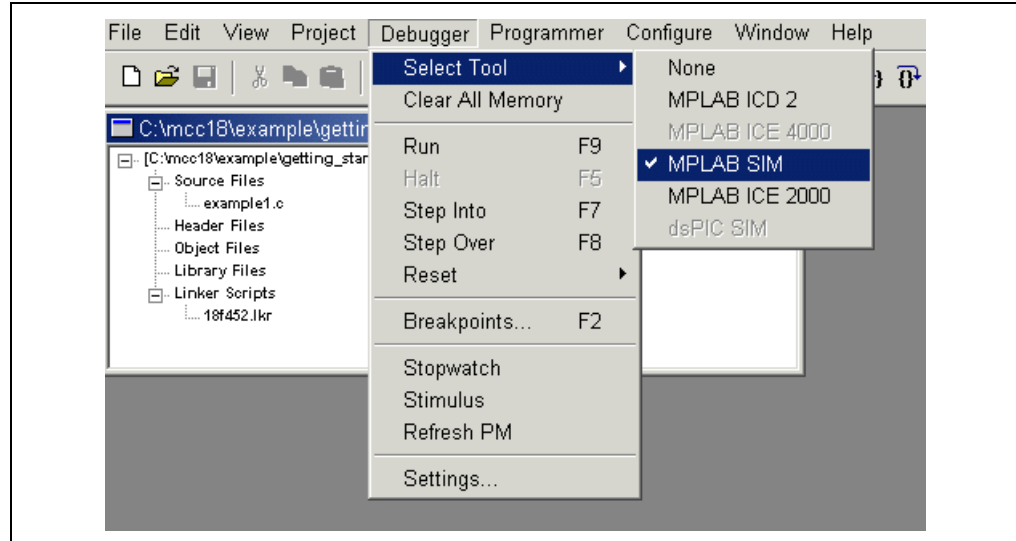 File Edit View Project Debugger Programmer Configure Window Help
C:\mcc18\example\gettin
[C:\mcc18\example\getting_star
Source Files
example1.c
Header Files
Object Files
Library Files
Linker Scripts
18f452.lkr
Select Tool
Clear All Memory
Run F9
Halt F5
Step Into F7
Step Over F8
Reset
Breakpoints... F2
Stopwatch
Stimulus
Refresh PM
Settings...
None
MPLAB ICD 2
MPLAB ICE 4000
MPLAB SIM
MPLAB ICE 2000
dsPIC SIM